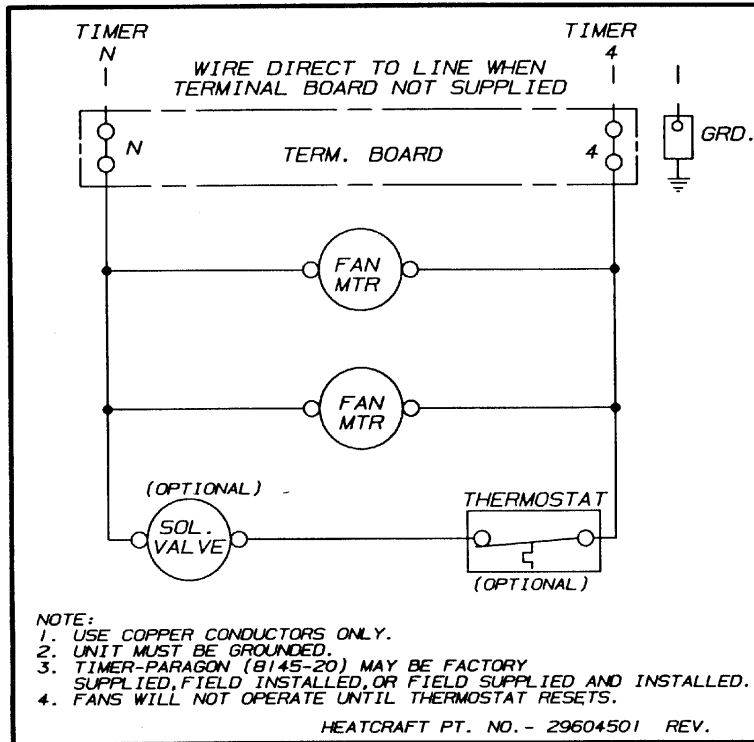 TIMER
N
TIMER
4
WIRE DIRECT TO LINE WHEN
TERMINAL BOARD NOT SUPPLIED
N
TERM. BOARD
4
GRD.
FAN
MTR
FAN
MTR
(OPTIONAL)
SOL.
VALVE
THERMOSTAT
(OPTIONAL)
NOTE:
1. USE COPPER CONDUCTORS ONLY.
2. UNIT MUST BE GROUNDED.
3. TIMER-PARAGON (8145-20) MAY BE FACTORY
SUPPLIED, FIELD INSTALLED, OR FIELD SUPPLIED AND INSTALLED.
4. FANS WILL NOT OPERATE UNTIL THERMOSTAT RESETS.
HEATCRAFT PT. NO.- 29604501 REV.